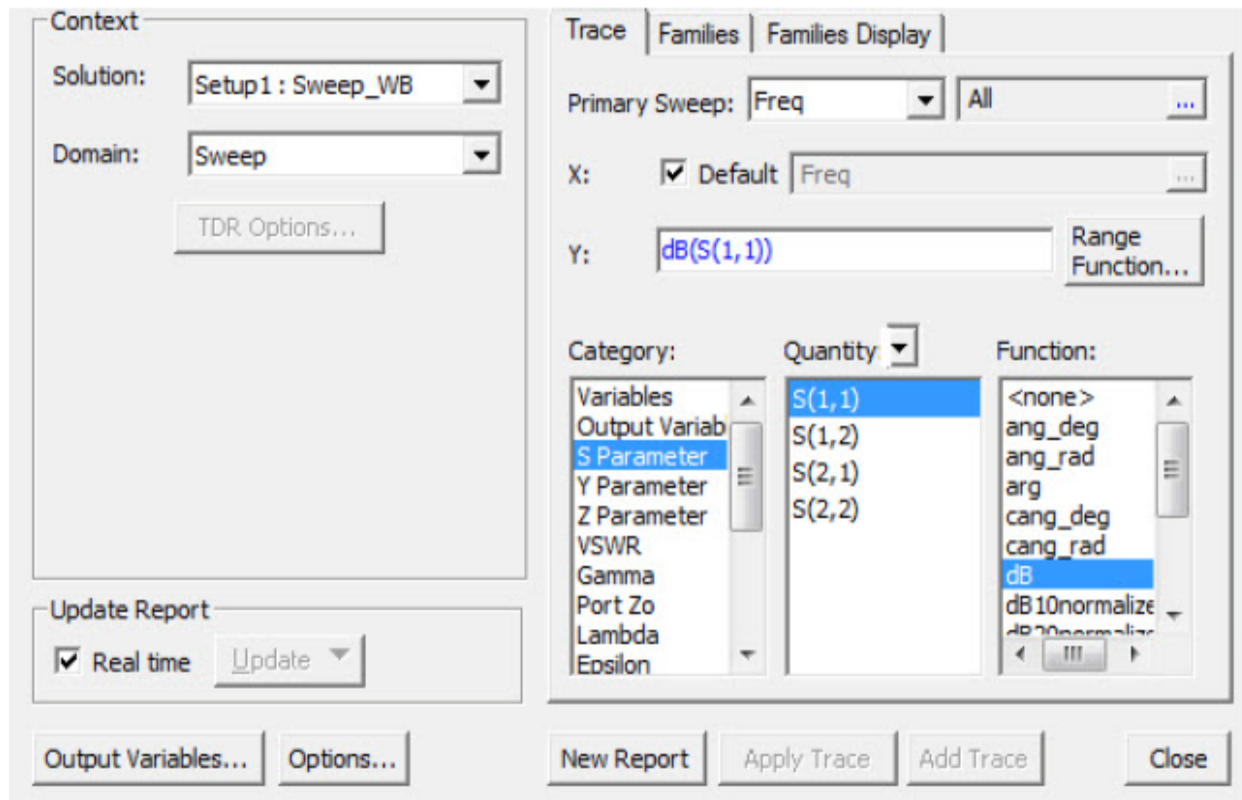 Context
Solution: Setup1 : Sweep_WB
Domain: Sweep
TDR Options...
Update Report
Real time Update
Output Variables... Options...
Trace Families Families Display
Primary Sweep: Freq All ...
X: Default Freq ...
Y: dB(S(1,1)) Range Function...
Category:
Variables
Output Variabl
S Parameter
Y Parameter
Z Parameter
VSWR
Gamma
Port Zo
Lambda
Epsilon
Quantity
S(1,1)
S(1,2)
S(2,1)
S(2,2)
Function:
<none>
ang_deg
ang_rad
arg
cang_deg
cang_rad
dB
dB10normalize
dB20normalize
New Report Apply Trace Add Trace Close